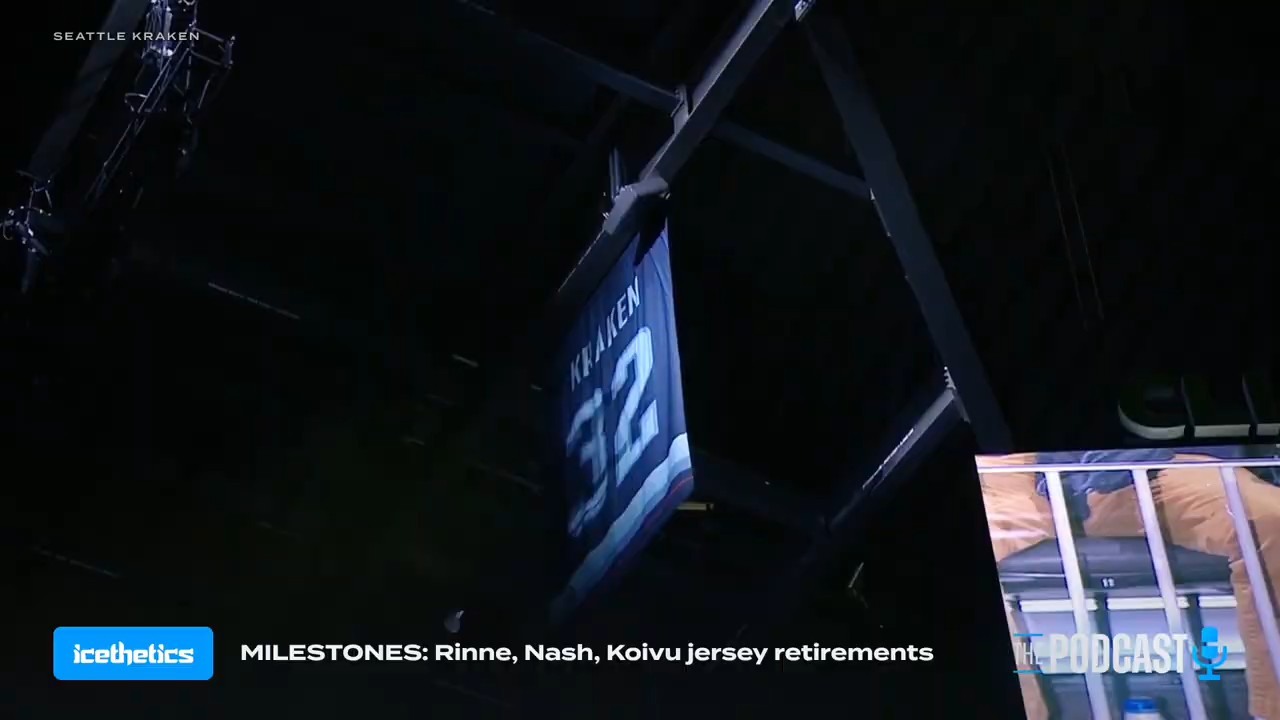 SEATTLE KRAKEN
KRAKEN
32
icethetics
MILESTONES: Rinne, Nash, Koivu jersey retirements
THE PODCAST